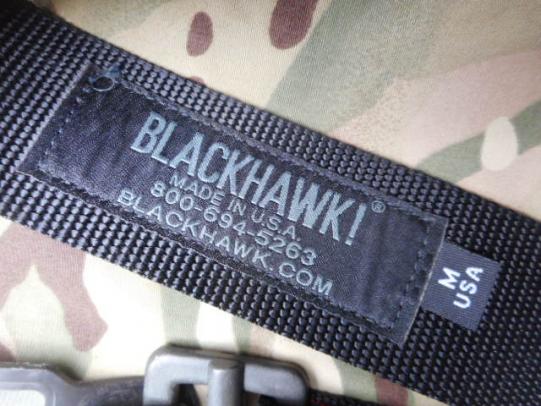 BLACKHAWK!®
MADE IN U.S.A.
800-694-5263
BLACKHAWK.COM
M
USA